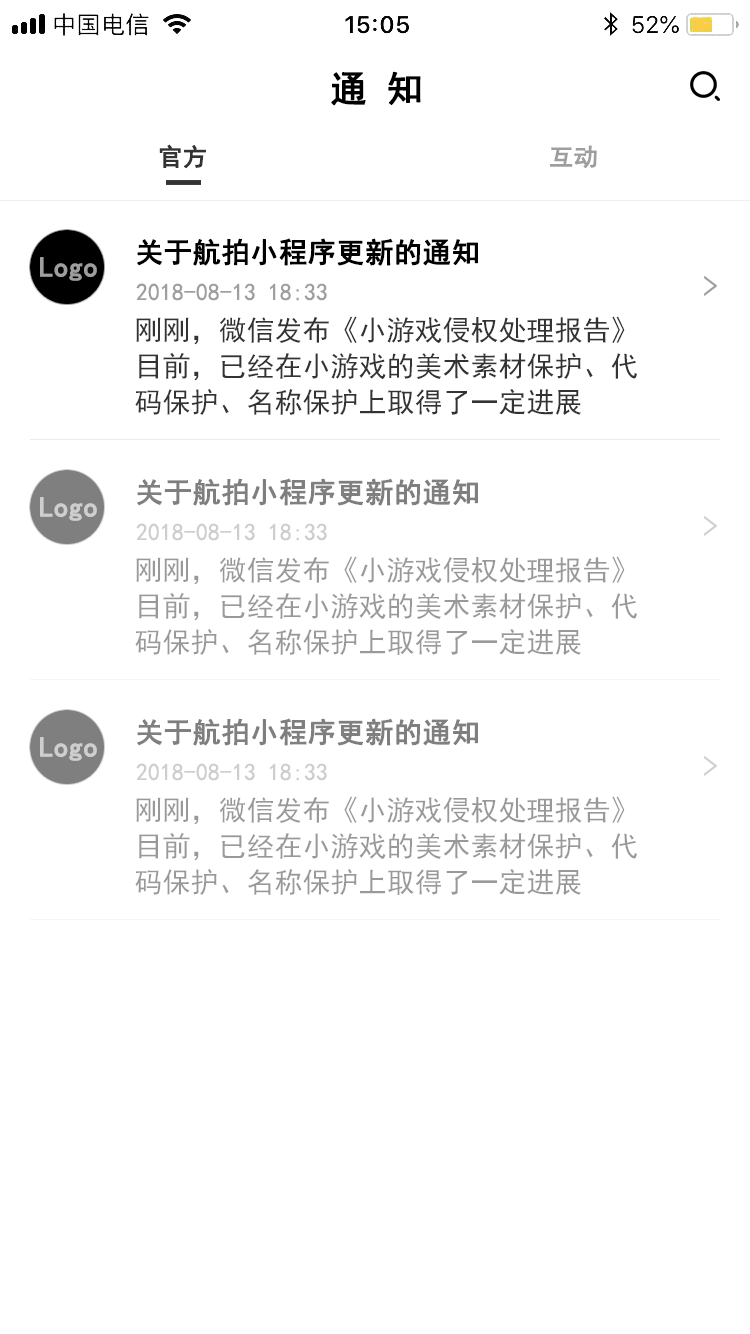 中国电信 15:05 52%
通 知
官方 互动
Logo 关于航拍小程序更新的通知
2018-08-13 18:33
刚刚，微信发布《小游戏侵权处理报告》
目前，已经在小游戏的美术素材保护、代
码保护、名称保护上取得了一定进展
Logo 关于航拍小程序更新的通知
2018-08-13 18:33
刚刚，微信发布《小游戏侵权处理报告》
目前，已经在小游戏的美术素材保护、代
码保护、名称保护上取得了一定进展
Logo 关于航拍小程序更新的通知
2018-08-13 18:33
刚刚，微信发布《小游戏侵权处理报告》
目前，已经在小游戏的美术素材保护、代
码保护、名称保护上取得了一定进展